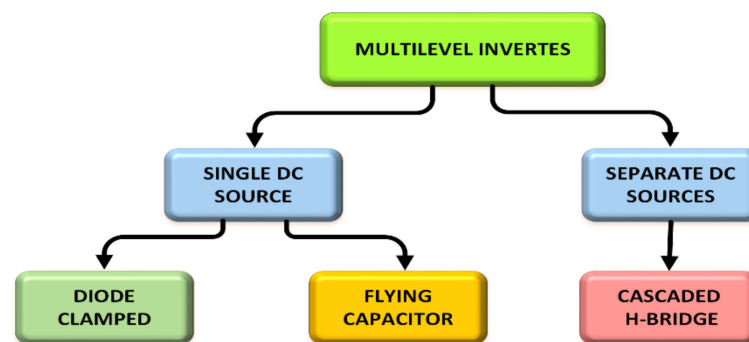 MULTILEVEL INVERTES
SINGLE DC
SOURCE
SEPARATE DC
SOURCES
DIODE
CLAMPED
FLYING
CAPACITOR
CASCADED
H-BRIDGE